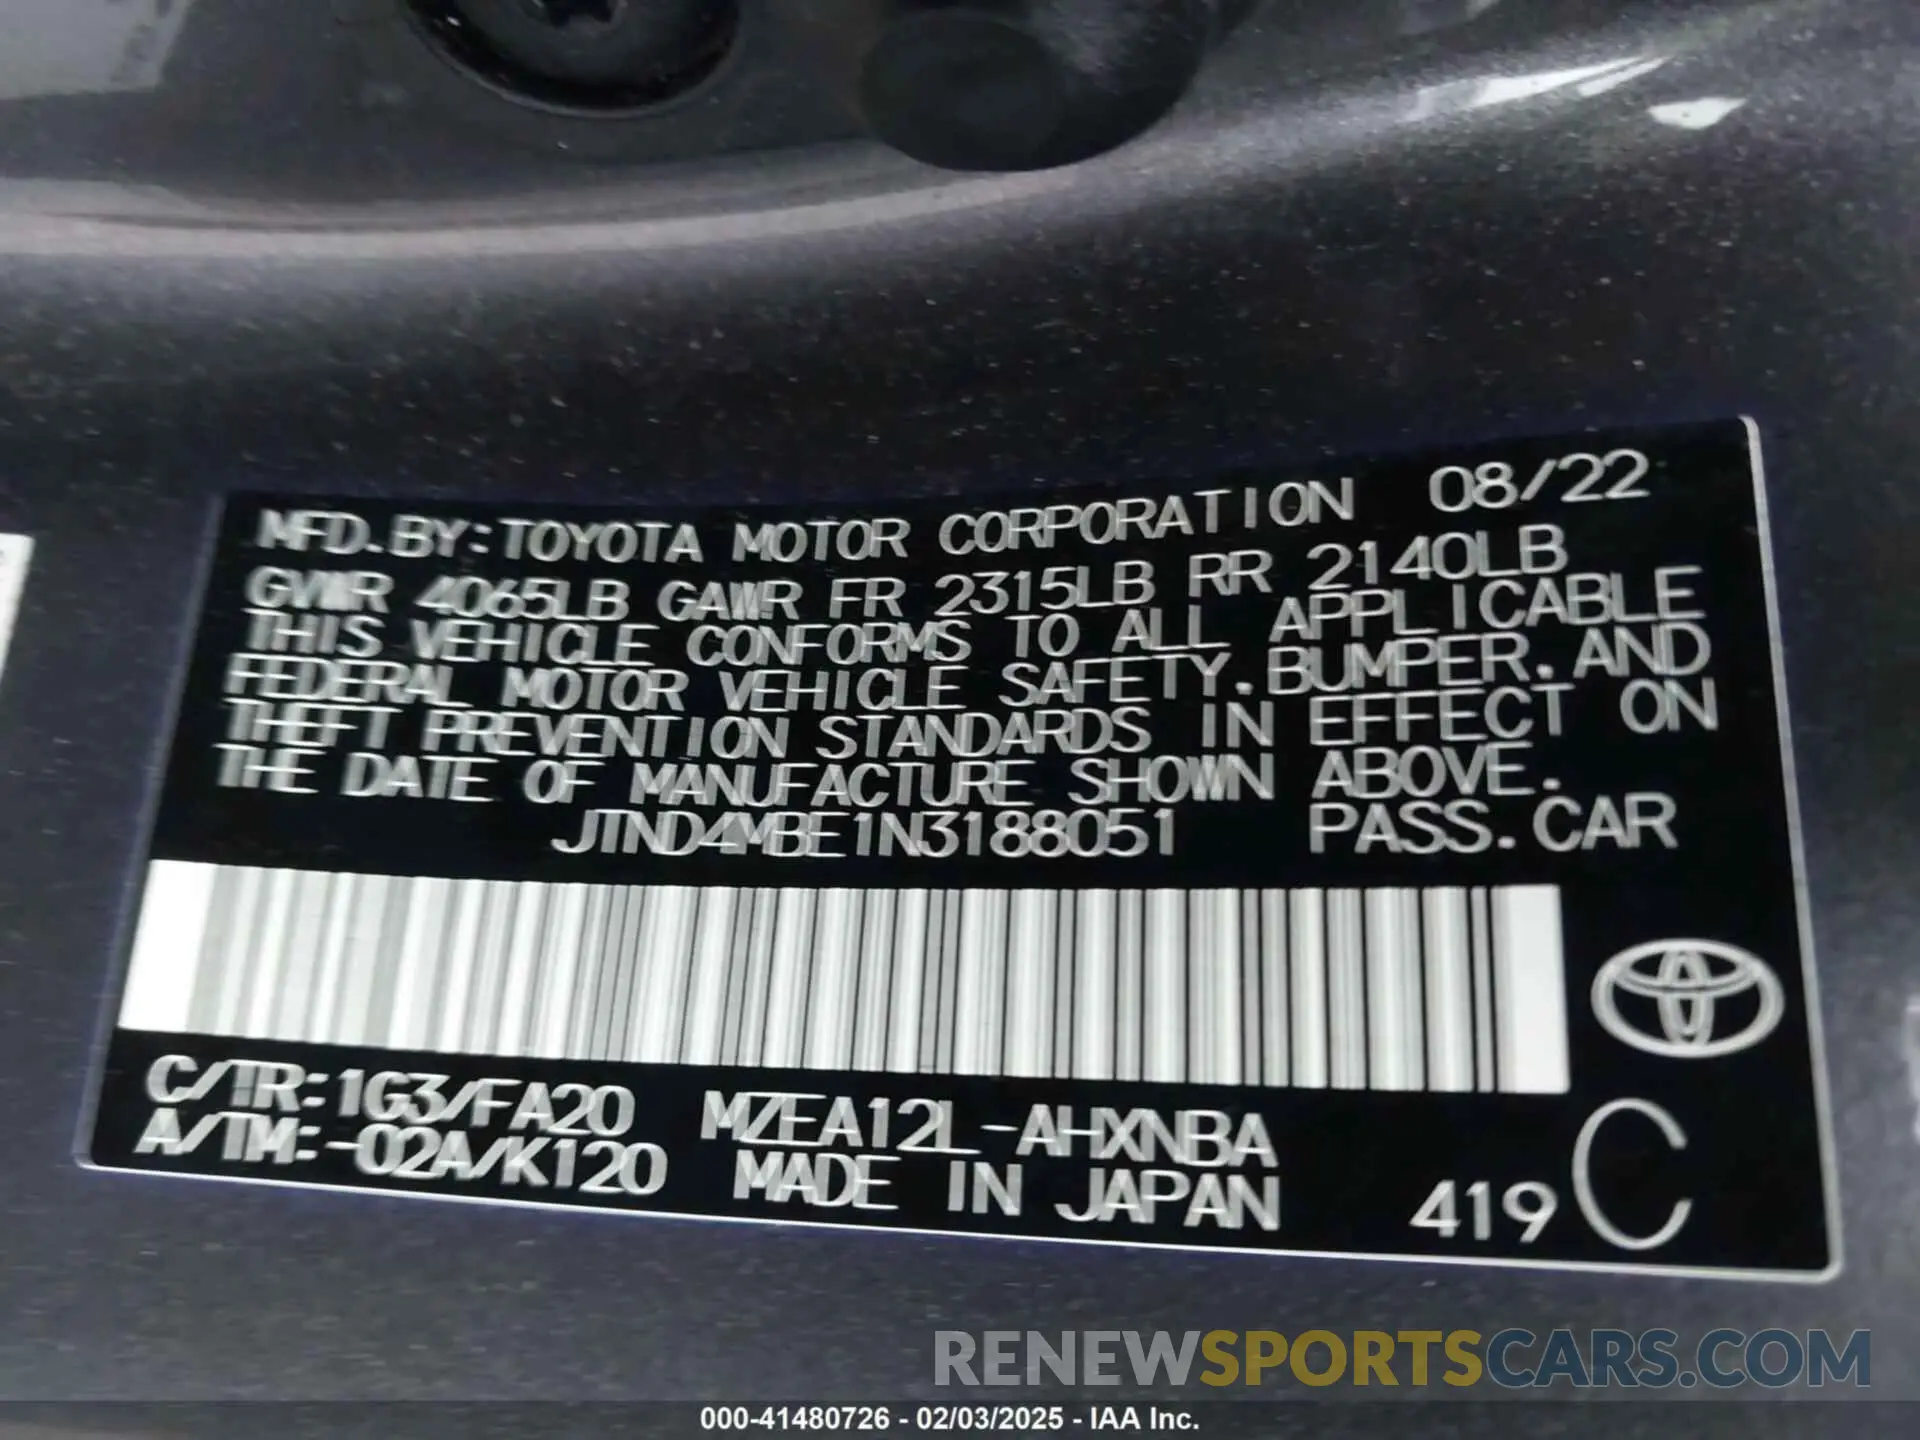 MFD.BY:TOYOTA MOTOR CORPORATION 08/22
GVWR 4065LB GAWR FR 2315LB RR 2140LB
THIS VEHICLE CONFORMS TO ALL APPLICABLE
FEDERAL MOTOR VEHICLE SAFETY,BUMPER,AND
THEFT PREVENTION STANDARDS IN EFFECT ON
THE DATE OF MANUFACTURE SHOWN ABOVE.
JTND4MBE1N3188051 PASS.CAR
C/TR:1G3/FA20 MZEA12L-AHXNBA
A/TM:-02A/K120 MADE IN JAPAN 419 C
RENEWSPORTSCARS.COM
000-41480726 - 02/03/2025 - IAA Inc.